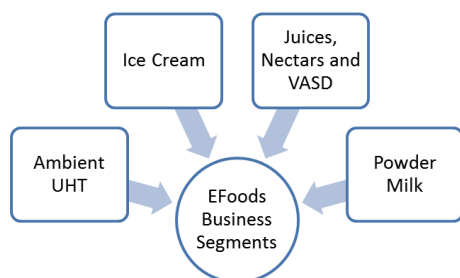 Ice Cream
Juices,
Nectars and
VASD
Ambient
UHT
Powder
Milk
EFoods
Business
Segments